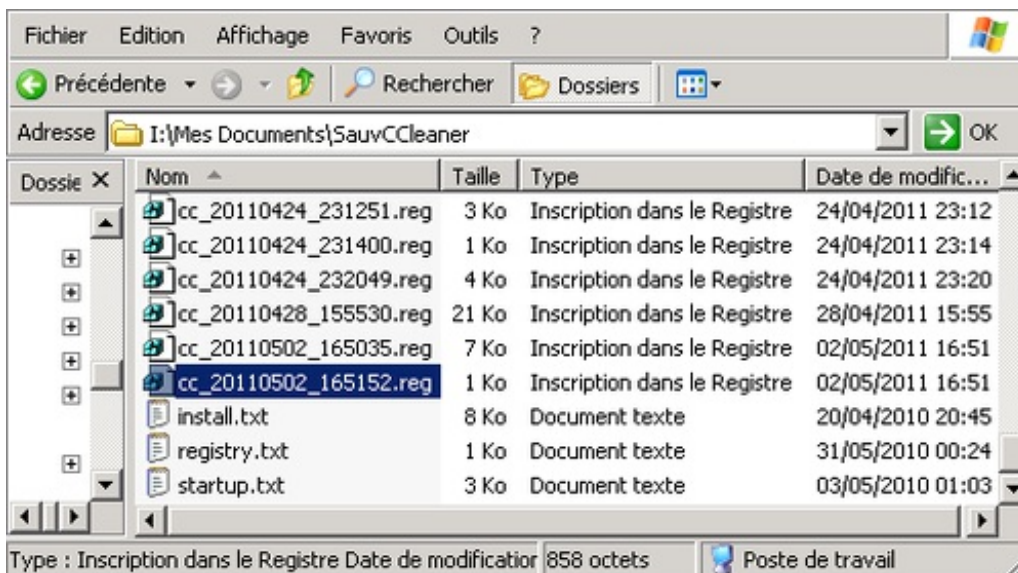 Fichier Edition Affichage Favoris Outils ?
Précédente Rechercher Dossiers
Adresse I:\Mes Documents\SauvCCleaner OK
Dossie Nom Taille Type Date de modific...
cc_20110424_231251.reg 3 Ko Inscription dans le Registre 24/04/2011 23:12
cc_20110424_231400.reg 1 Ko Inscription dans le Registre 24/04/2011 23:14
cc_20110424_232049.reg 4 Ko Inscription dans le Registre 24/04/2011 23:20
cc_20110428_155530.reg 21 Ko Inscription dans le Registre 28/04/2011 15:55
cc_20110502_165035.reg 7 Ko Inscription dans le Registre 02/05/2011 16:51
cc_20110502_165152.reg 1 Ko Inscription dans le Registre 02/05/2011 16:51
install.txt 8 Ko Document texte 20/04/2010 20:45
registry.txt 1 Ko Document texte 31/05/2010 00:24
startup.txt 3 Ko Document texte 03/05/2010 01:03
Type : Inscription dans le Registre Date de modification 858 octets Poste de travail